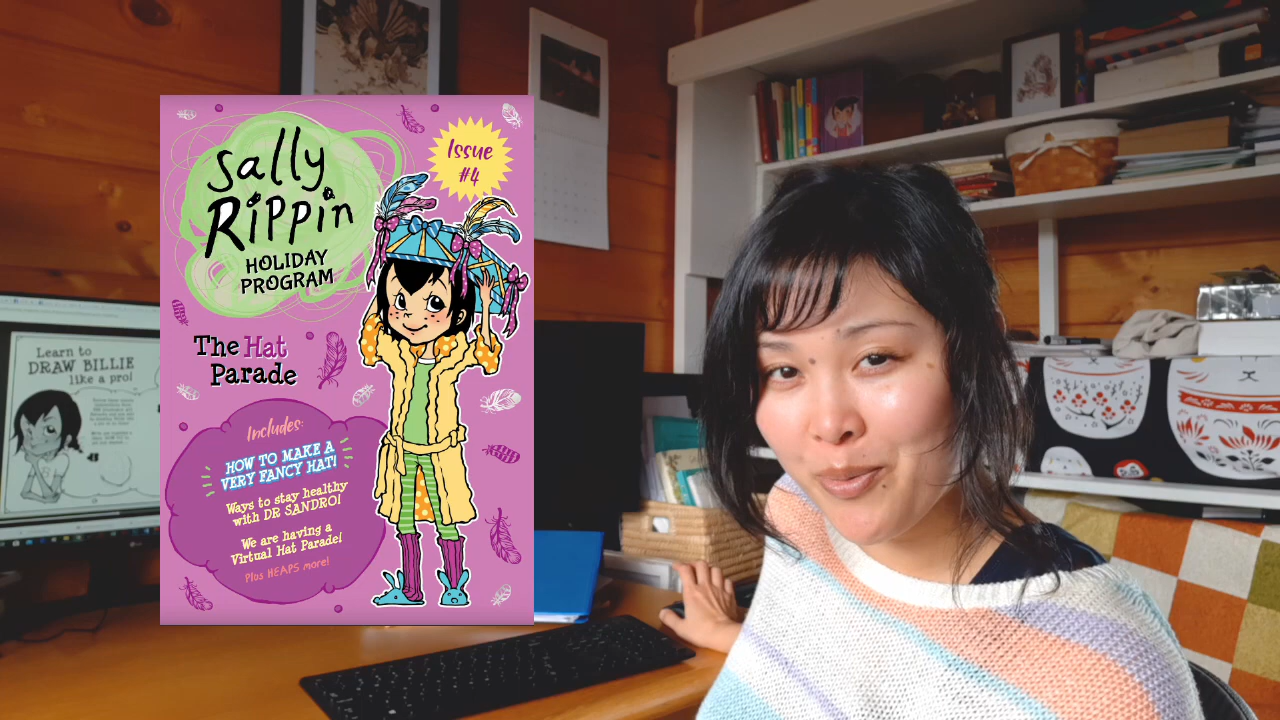 Sally
Rippin
HOLIDAY
PROGRAM
Issue
#4
The Hat
Parade
Includes:
HOW TO MAKE A
VERY FANCY HAT!
Ways to stay healthy
with DR SANDRO!
We are having a
Virtual Hat Parade!
Plus HEAPS more!
Learn to
DRAW BILLIE
like a pro!